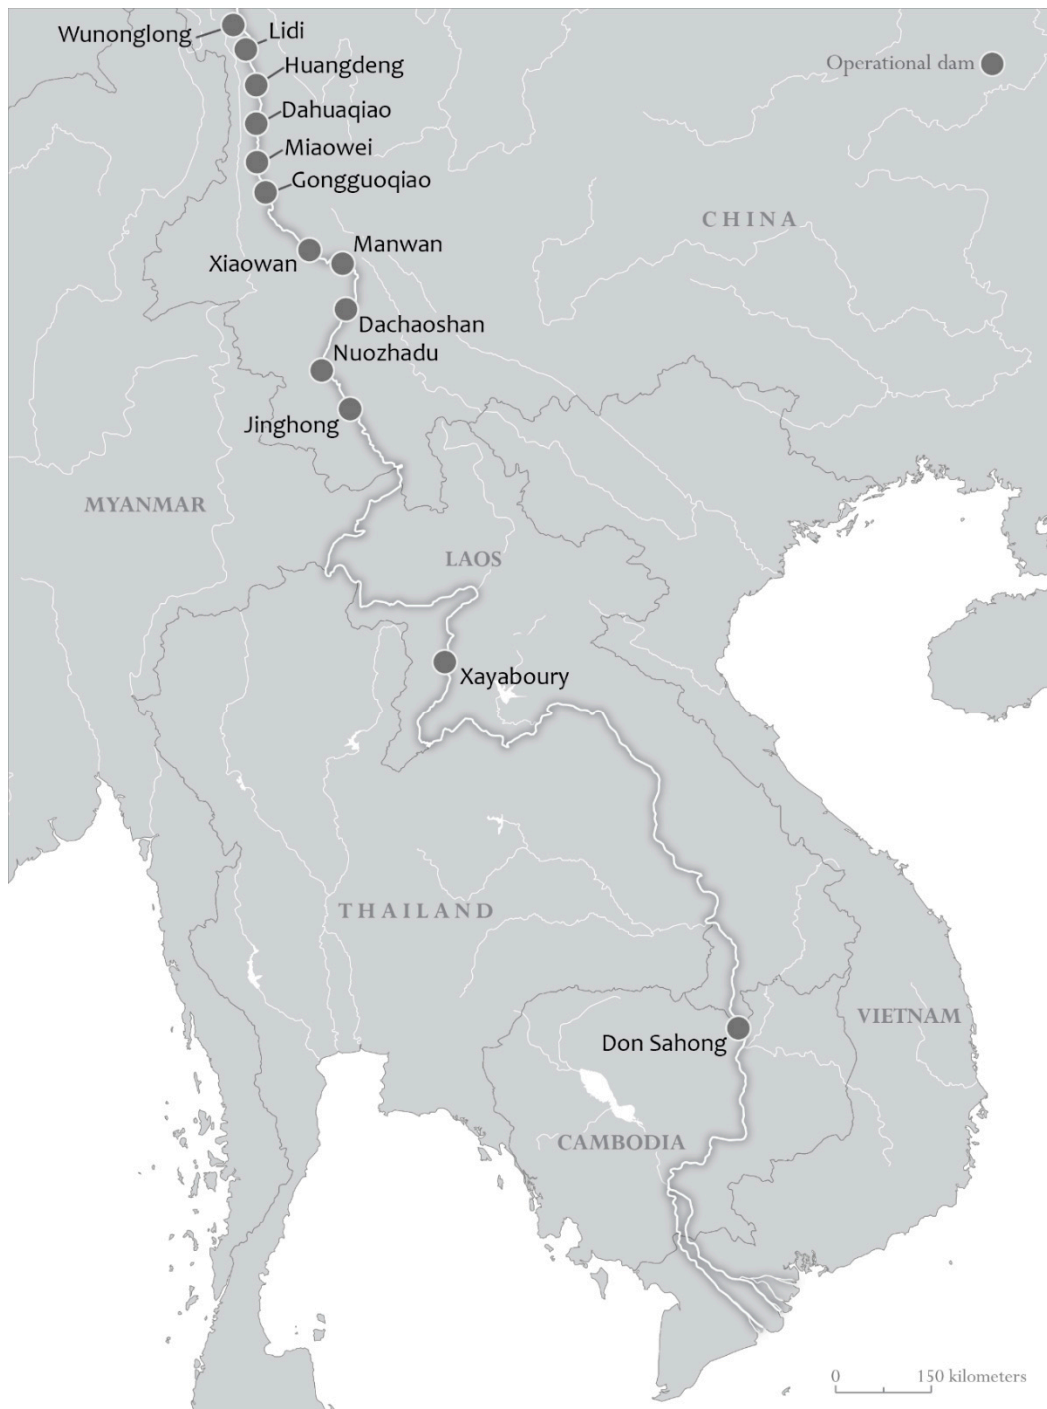 Wunonglong
Lidi
Huangdeng
Operational dam
Dahuaqiao
Miaowei
Gongguoqiao
CHINA
Manwan
Xiaowan
Dachaoshan
Nuozhadu
Jinghong
MYANMAR
LAOS
Xayaboury
THAILAND
VIETNAM
Don Sahong
CAMBODIA
0 150 kilometers